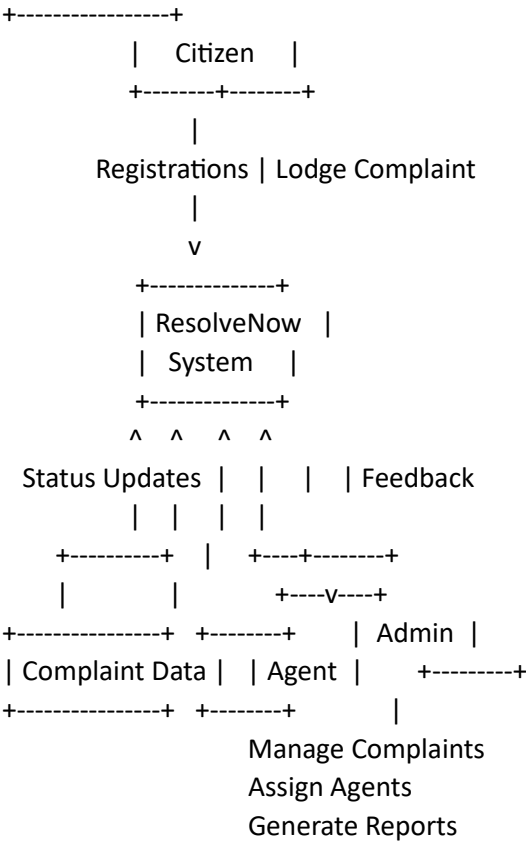 +-----------------+
|   Citizen    |
+--------+--------+
|
Registrations | Lodge Complaint
|
v
+--------------+
| ResolveNow  |
|  System    |
+--------------+
^  ^  ^  ^
Status Updates |  |  |  | Feedback
|  |  |  |
+----------+  |  +----+--------+
|          |          +----v----+
+----------------+  +--------+     | Admin |
| Complaint Data |  | Agent |     +---------+
+----------------+  +--------+          |
Manage Complaints
Assign Agents
Generate Reports